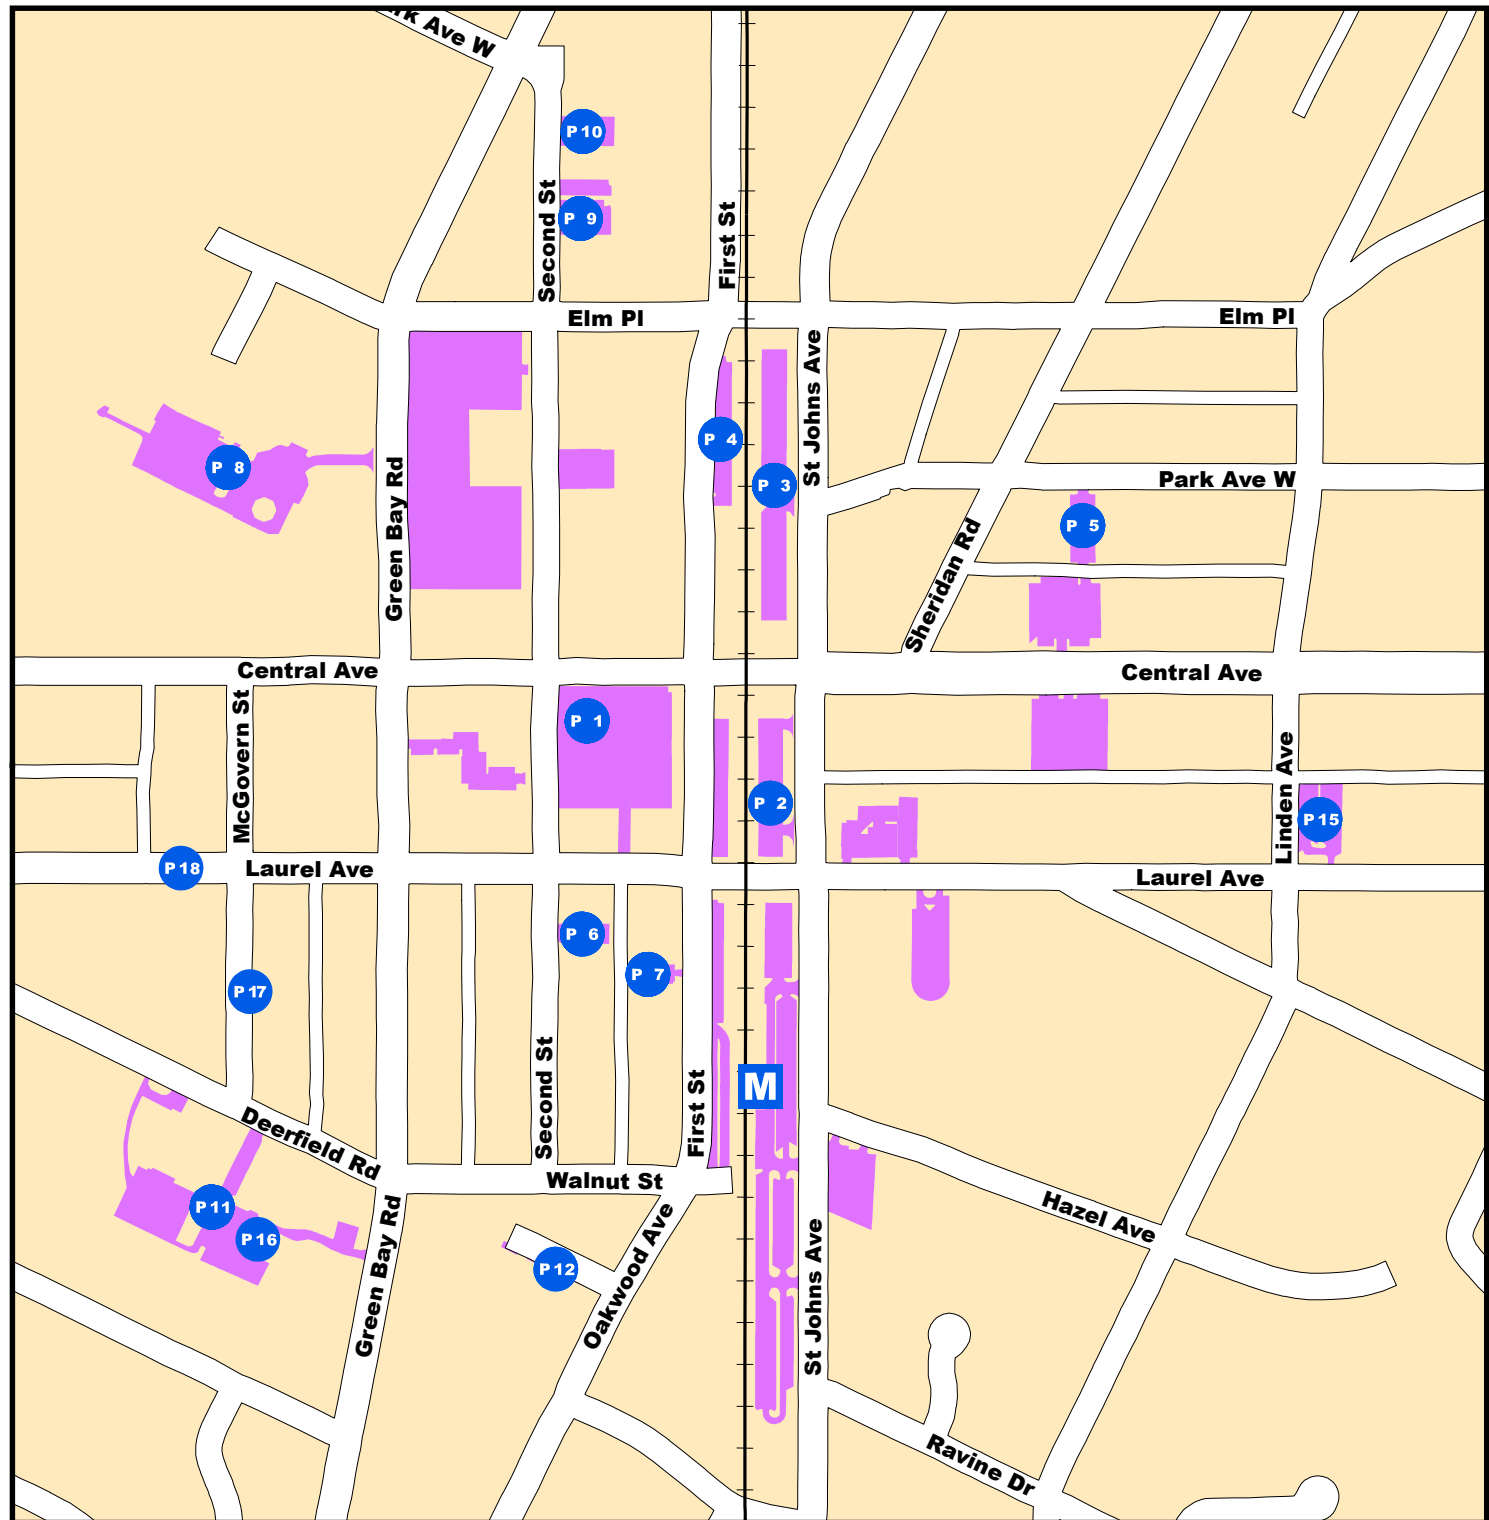 Ave W
P 10
Second St
P 9
First St
Elm Pl
Elm Pl
St Johns Ave
P 4
P 8
P 3
Green Bay Rd
Park Ave W
P 5
Sheridan Rd
Central Ave
Central Ave
McGovern St
P 1
P 2
Linden Ave
P 15
P 18
Laurel Ave
Laurel Ave
P 6
P 7
P 17
Second St
First St
M
Deerfield Rd
Walnut St
P 11
P 16
Green Bay Rd
P 12
Oakwood Ave
St Johns Ave
Hazel Ave
Ravine Dr